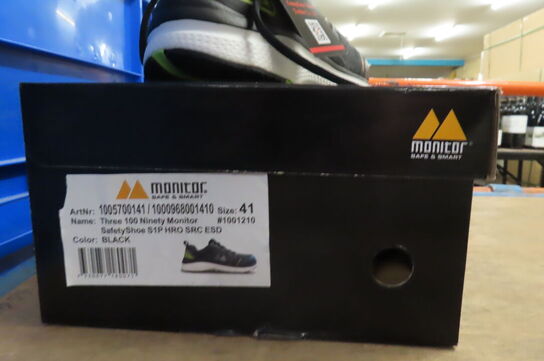 monitor
SAFE & SMART
monitor
SAFE & SMART
ArtNr: 1005700141 / 1000968001410 Size: 41
Name: Three 100 Ninety Monitor #1001210
SafetyShoe S1P HRO SRC ESD
Color: BLACK